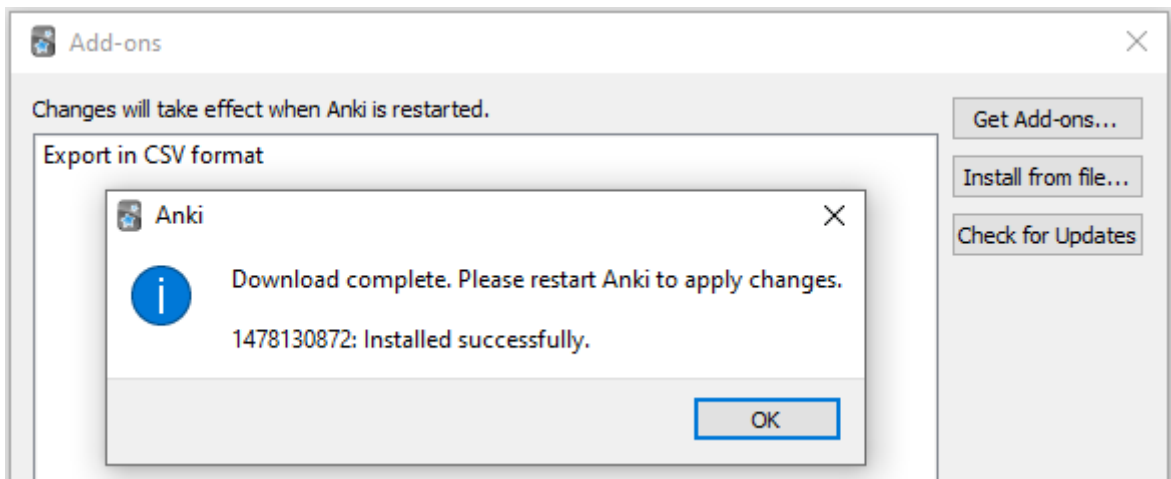 Add-ons
Changes will take effect when Anki is restarted.
Get Add-ons...
Export in CSV format
Install from file...
Anki
Check for Updates
Download complete. Please restart Anki to apply changes.
1478130872: Installed successfully.
OK